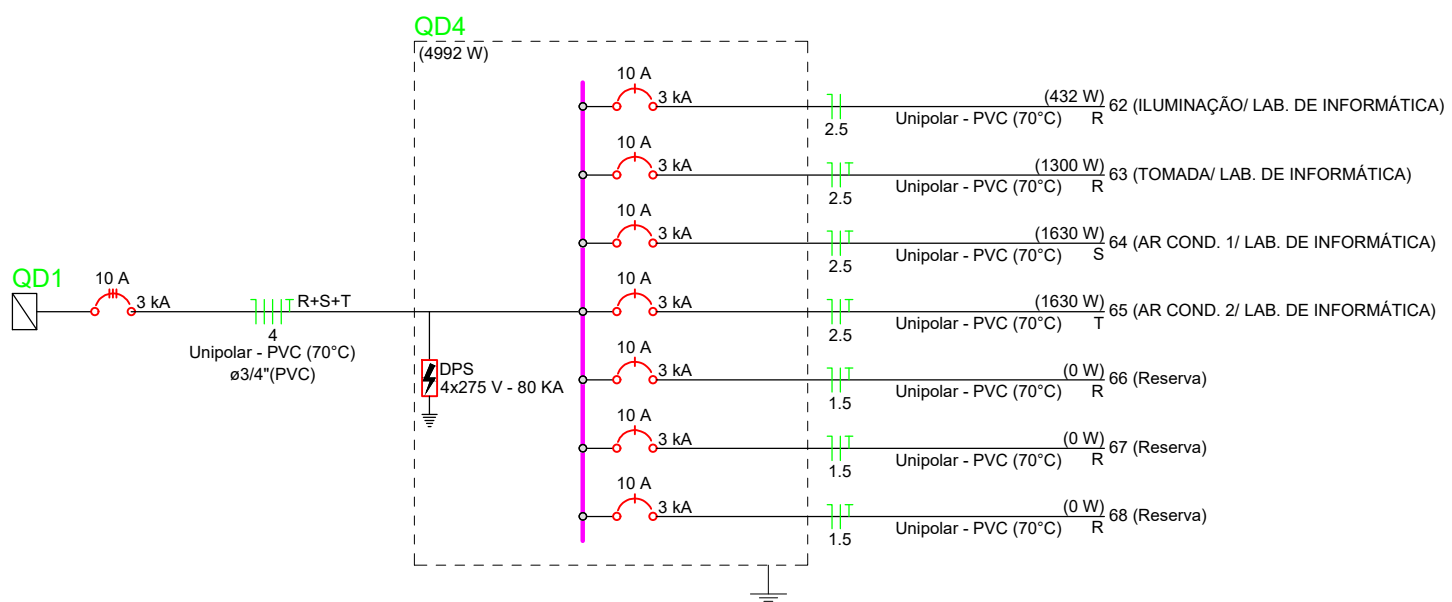 QD4
(4992 W)
10 A
3 kA
2.5
Unipolar - PVC (70°C)
(432 W)
R
62 (ILUMINAÇÃO/ LAB. DE INFORMÁTICA)
10 A
3 kA
T
2.5
Unipolar - PVC (70°C)
(1300 W)
R
63 (TOMADA/ LAB. DE INFORMÁTICA)
10 A
3 kA
T
2.5
Unipolar - PVC (70°C)
(1630 W)
S
64 (AR COND. 1/ LAB. DE INFORMÁTICA)
QD1
10 A
3 kA
T
R+S+T
4
Unipolar - PVC (70°C)
ø3/4"(PVC)
DPS
4x275 V - 80 KA
10 A
3 kA
T
2.5
Unipolar - PVC (70°C)
(1630 W)
T
65 (AR COND. 2/ LAB. DE INFORMÁTICA)
10 A
3 kA
T
1.5
Unipolar - PVC (70°C)
(0 W)
R
66 (Reserva)
10 A
3 kA
T
1.5
Unipolar - PVC (70°C)
(0 W)
R
67 (Reserva)
10 A
3 kA
T
1.5
Unipolar - PVC (70°C)
(0 W)
R
68 (Reserva)